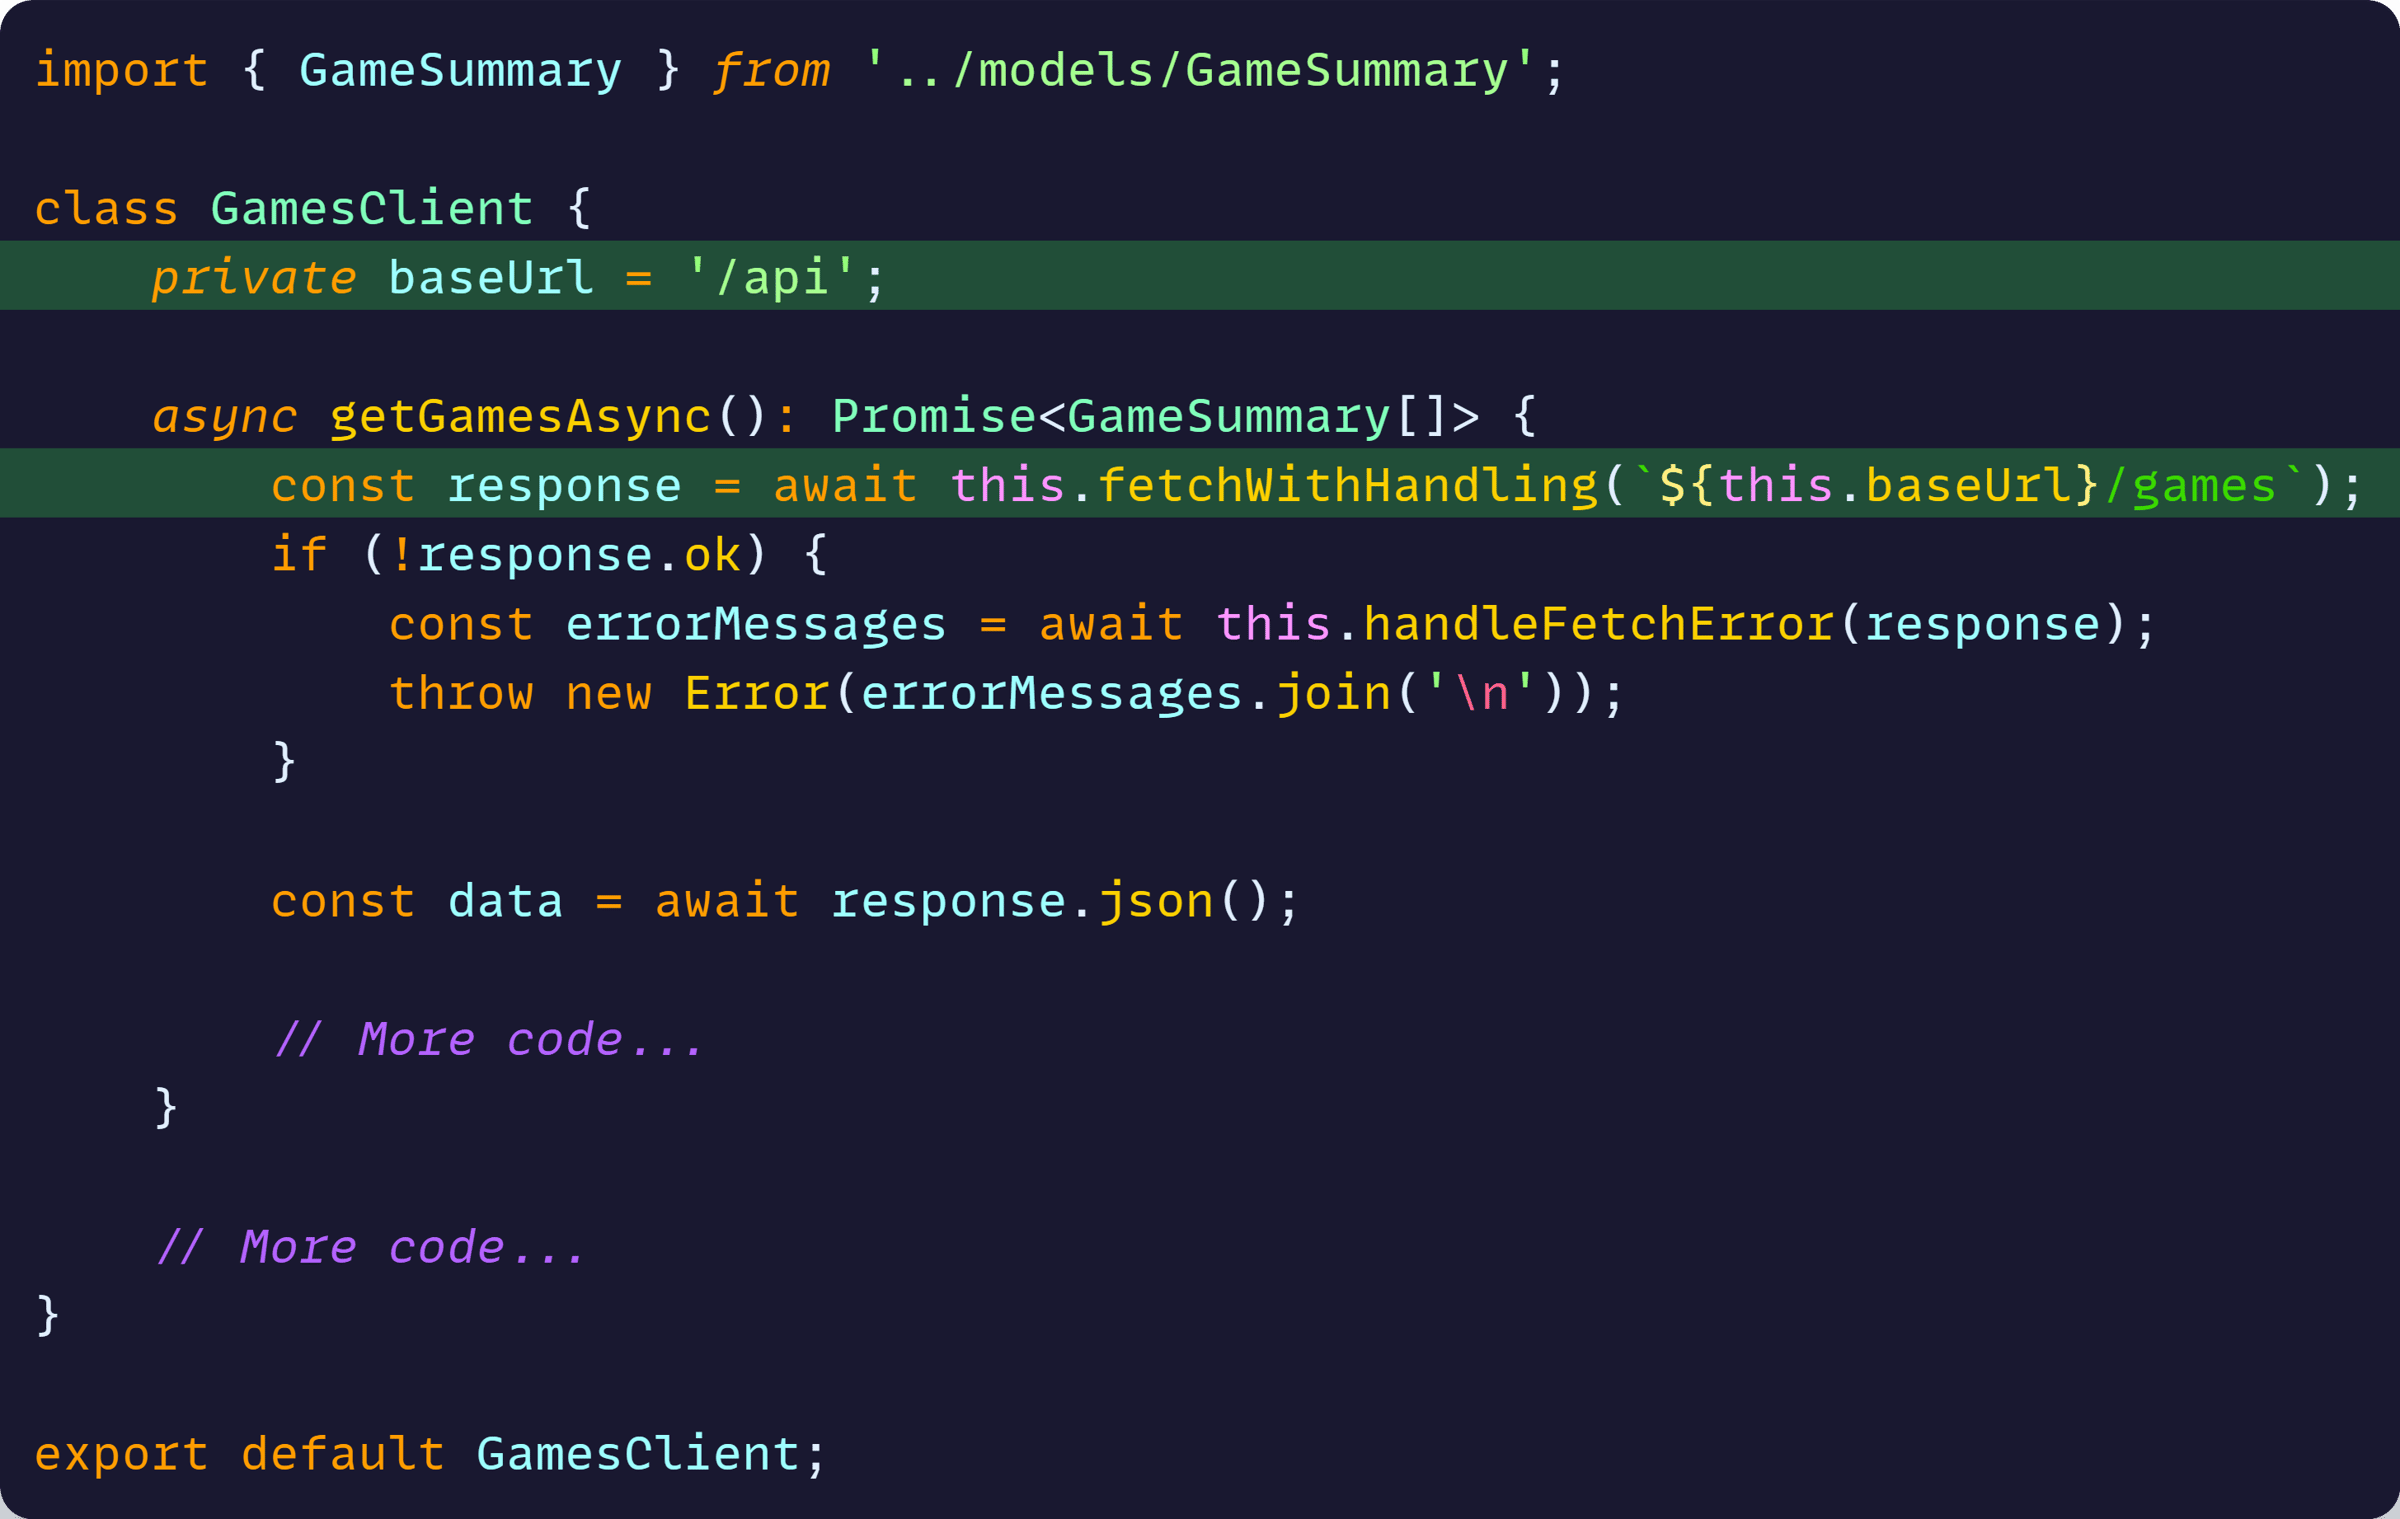 import { GameSummary } from '../models/GameSummary';
class GamesClient {
    private baseUrl = '/api';
    async getGamesAsync(): Promise<GameSummary[]> {
        const response = await this.fetchWithHandling(`${this.baseUrl}/games`);
        if (!response.ok) {
            const errorMessages = await this.handleFetchError(response);
            throw new Error(errorMessages.join('\n'));
        }
        const data = await response.json();
        // More code...
    }
    // More code...
}
export default GamesClient;